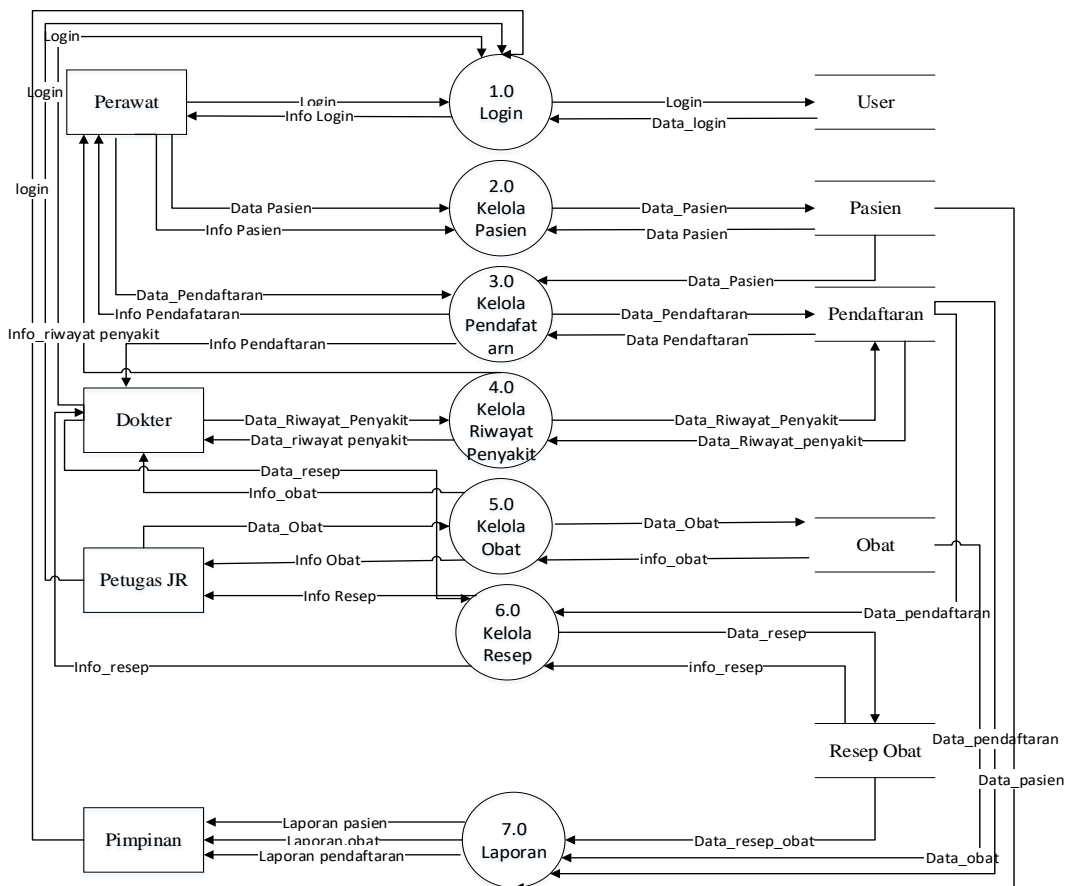 Login
Perawat
Login
Info Login
1.0
Login
Login
Data_login
User
Login
login
Data Pasien
Info Pasien
2.0
Kelola
Pasien
Data_Pasien
Data Pasien
Pasien
Data_Pasien
Data_Pendaftaran
Info Pendafataran
3.0
Kelola
Pendafat
arn
Data_Pendaftaran
Data Pendaftaran
Pendaftaran
Info_riwayat penyakit
Info Pendaftaran
Dokter
Data_Riwayat_Penyakit
Data_riwayat penyakit
4.0
Kelola
Riwayat
Penyakit
Data_Riwayat_Penyakit
Data_Riwayat_penyakit
Data_resep
Info_obat
Data_Obat
5.0
Kelola
Obat
Data_Obat
info_obat
Obat
Petugas JR
Info Obat
Info Resep
6.0
Kelola
Resep
Data_pendaftaran
Data_resep
Info_resep
info_resep
Resep Obat
Data_pendaftaran
Data_pasien
Pimpinan
Laporan pasien
Laporan obat
Laporan pendaftaran
7.0
Laporan
Data_resep_obat
Data_obat